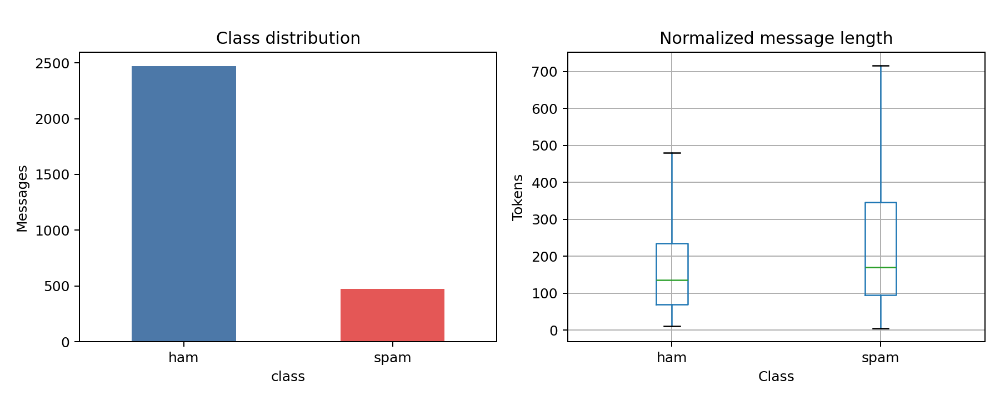 Class distribution
2500
2000
1500
1000
500
0
Messages
ham spam
class
Normalized message length
700
600
500
400
300
200
100
0
Tokens
ham spam
Class